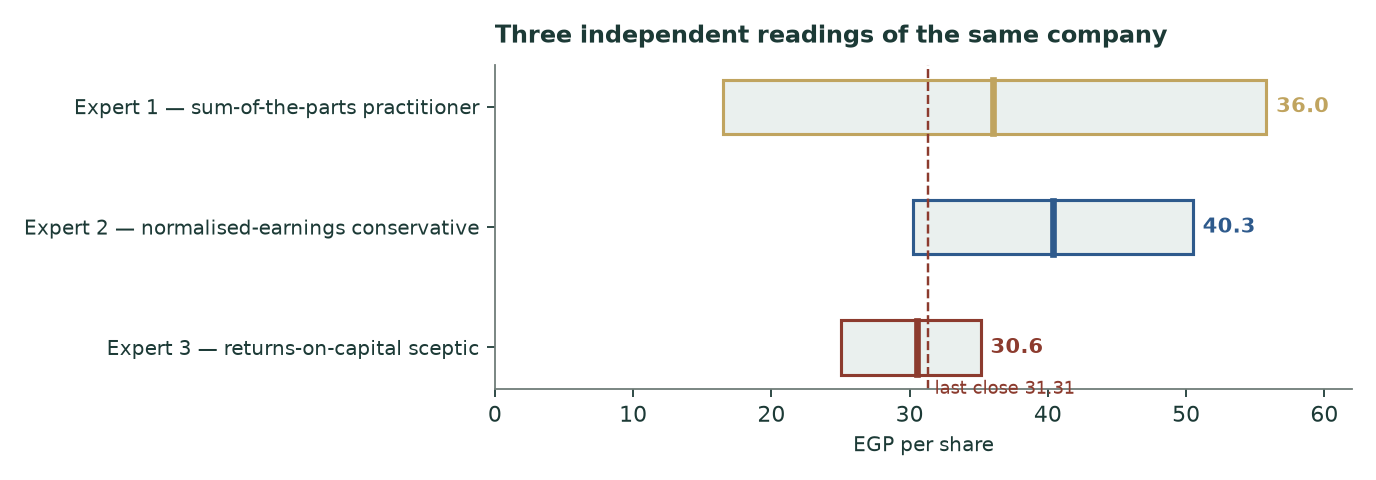 Three independent readings of the same company
Expert 1 — sum-of-the-parts practitioner
36.0
Expert 2 — normalised-earnings conservative
40.3
Expert 3 — returns-on-capital sceptic
30.6
last close 31.31
0 10 20 30 40 50 60
EGP per share